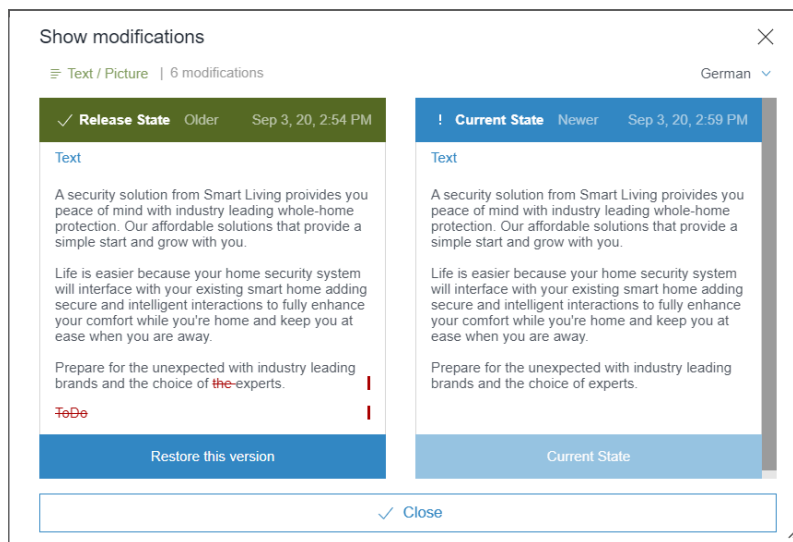 Show modifications
Text / Picture | 6 modifications
German
Release State Older Sep 3, 20, 2:54 PM
Text
A security solution from Smart Living proivides you
peace of mind with industry leading whole-home
protection. Our affordable solutions that provide a
simple start and grow with you.
Life is easier because your home security system
will interface with your existing smart home adding
secure and intelligent interactions to fully enhance
your comfort while you're home and keep you at
ease when you are away.
Prepare for the unexpected with industry leading
brands and the choice of the experts.
ToDo
Restore this version
! Current State Newer Sep 3, 20, 2:59 PM
Text
A security solution from Smart Living proivides you
peace of mind with industry leading whole-home
protection. Our affordable solutions that provide a
simple start and grow with you.
Life is easier because your home security system
will interface with your existing smart home adding
secure and intelligent interactions to fully enhance
your comfort while you're home and keep you at
ease when you are away.
Prepare for the unexpected with industry leading
brands and the choice of experts.
Current State
Close